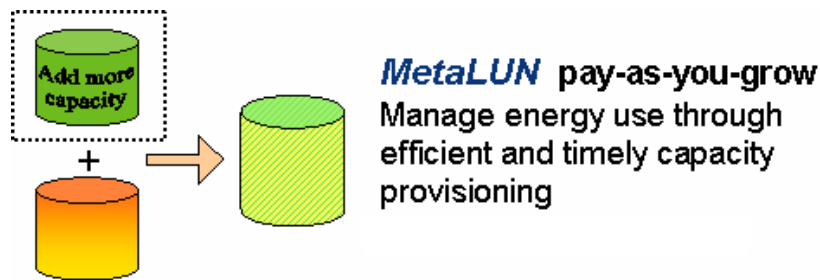 Add more
capacity
+
MetaLUN pay-as-you-grow
Manage energy use through
efficient and timely capacity
provisioning